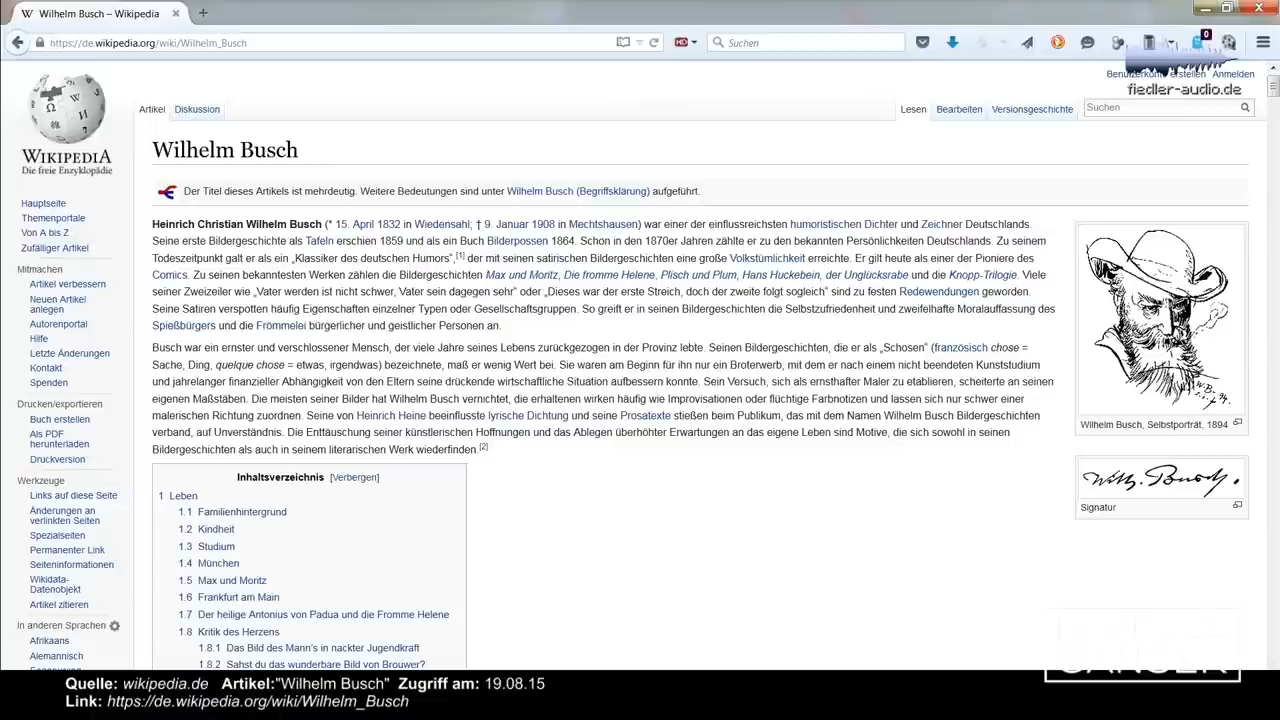 Wilhelm Busch – Wikipedia
https://de.wikipedia.org/wiki/Wilhelm_Busch
HD
Suchen
0
Anmelden
fiedler-audio.de
WIKIPEDIA
Die freie Enzyklopädie
Artikel Diskussion
Lesen Bearbeiten Versionsgeschichte
Suchen
Hauptseite
Themenportale
Von A bis Z
Zufälliger Artikel
Mitmachen
Artikel verbessern
Neuen Artikel
anlegen
Autorenportal
Hilfe
Letzte Änderungen
Kontakt
Spenden
Drucken/exportieren
Buch erstellen
Als PDF
herunterladen
Druckversion
Werkzeuge
Links auf diese Seite
Änderungen an
verlinkten Seiten
Spezialseiten
Permanenter Link
Seiteninformationen
Wikidata-
Datenobjekt
Artikel zitieren
In anderen Sprachen
Afrikaans
Alemannisch
Wilhelm Busch
Der Titel dieses Artikels ist mehrdeutig. Weitere Bedeutungen sind unter Wilhelm Busch (Begriffsklärung) aufgeführt.
Heinrich Christian Wilhelm Busch (* 15. April 1832 in Wiedensahl; † 9. Januar 1908 in Mechtshausen) war einer der einflussreichsten humoristischen Dichter und Zeichner Deutschlands.
Seine erste Bildergeschichte als Tafeln erschien 1859 und als ein Buch Bilderpossen 1864. Schon in den 1870er Jahren zählte er zu den bekannten Persönlichkeiten Deutschlands. Zu seinem
Todeszeitpunkt galt er als ein „Klassiker des deutschen Humors“,[1] der mit seinen satirischen Bildergeschichten eine große Volkstümlichkeit erreichte. Er gilt heute als einer der Pioniere des
Comics. Zu seinen bekanntesten Werken zählen die Bildergeschichten Max und Moritz, Die fromme Helene, Plisch und Plum, Hans Huckebein, der Unglücksrabe und die Knopp-Trilogie. Viele
seiner Zweizeiler wie „Vater werden ist nicht schwer, Vater sein dagegen sehr“ oder „Dieses war der erste Streich, doch der zweite folgt sogleich“ sind zu festen Redewendungen geworden.
Seine Satiren verspotten häufig Eigenschaften einzelner Typen oder Gesellschaftsgruppen. So greift er in seinen Bildergeschichten die Selbstzufriedenheit und zweifelhafte Moralauffassung des
Spießbürgers und die Frömmelei bürgerlicher und geistlicher Personen an.
Busch war ein ernster und verschlossener Mensch, der viele Jahre seines Lebens zurückgezogen in der Provinz lebte. Seinen Bildergeschichten, die er als „Schosen“ (französisch chose =
Sache, Ding, quelque chose = etwas, irgendwas) bezeichnete, maß er wenig Wert bei. Sie waren am Beginn für ihn nur ein Broterwerb, mit dem er nach einem nicht beendeten Kunststudium
und jahrelanger finanzieller Abhängigkeit von den Eltern seine drückende wirtschaftliche Situation aufbessern konnte. Sein Versuch, sich als ernsthafter Maler zu etablieren, scheiterte an seinen
eigenen Maßstäben. Die meisten seiner Bilder hat Wilhelm Busch vernichtet, die erhaltenen wirken häufig wie Improvisationen oder flüchtige Farbnotizen und lassen sich nur schwer einer
malerischen Richtung zuordnen. Seine von Heinrich Heine beeinflusste lyrische Dichtung und seine Prosatexte stießen beim Publikum, das mit dem Namen Wilhelm Busch Bildergeschichten
verband, auf Unverständnis. Die Enttäuschung seiner künstlerischen Hoffnungen und das Ablegen überhöhter Erwartungen an das eigene Leben sind Motive, die sich sowohl in seinen
Bildergeschichten als auch in seinem literarischen Werk wiederfinden.[2]
Wilhelm Busch, Selbstporträt, 1894
Wilh. Busch.
Signatur
Inhaltsverzeichnis [Verbergen]
1 Leben
1.1 Familienhintergrund
1.2 Kindheit
1.3 Studium
1.4 München
1.5 Max und Moritz
1.6 Frankfurt am Main
1.7 Der heilige Antonius von Padua und die Fromme Helene
1.8 Kritik des Herzens
1.8.1 Das Bild des Mann's in nackter Jugendkraft
1.8.2 Sahst du das wunderbare Bild von Brouwer?
Quelle: wikipedia.de Artikel:"Wilhelm Busch" Zugriff am: 19.08.15
Link: https://de.wikipedia.org/wiki/Wilhelm_Busch